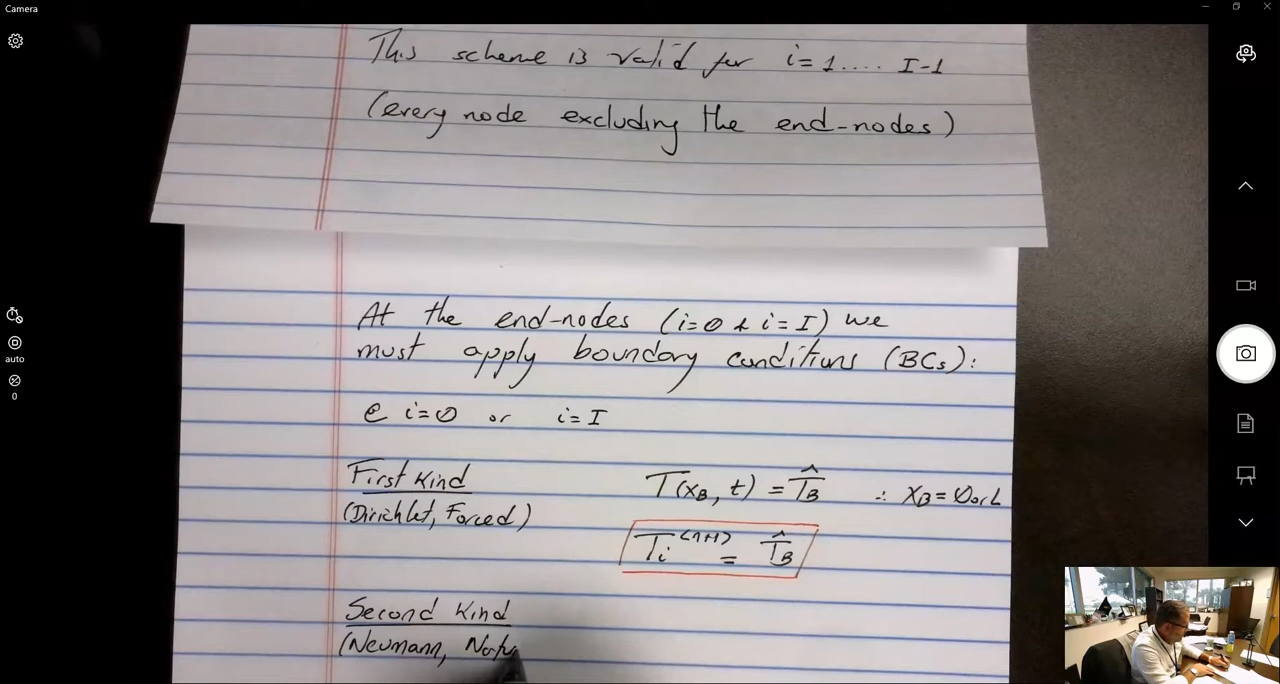 Camera
This scheme is valid for i=1.... I-1
(every node excluding the end-nodes)
At the end-nodes (i=0 & i=I) we
must apply boundary conditions (BCs):
@ i=0 or i=I
First Kind T(x_B, t) = T̂_B ∴ x_B=0 or L
(Dirichlet, Forced)
T_i^<n+1> = T̂_B
Second Kind
(Neumann, Natu
auto
0